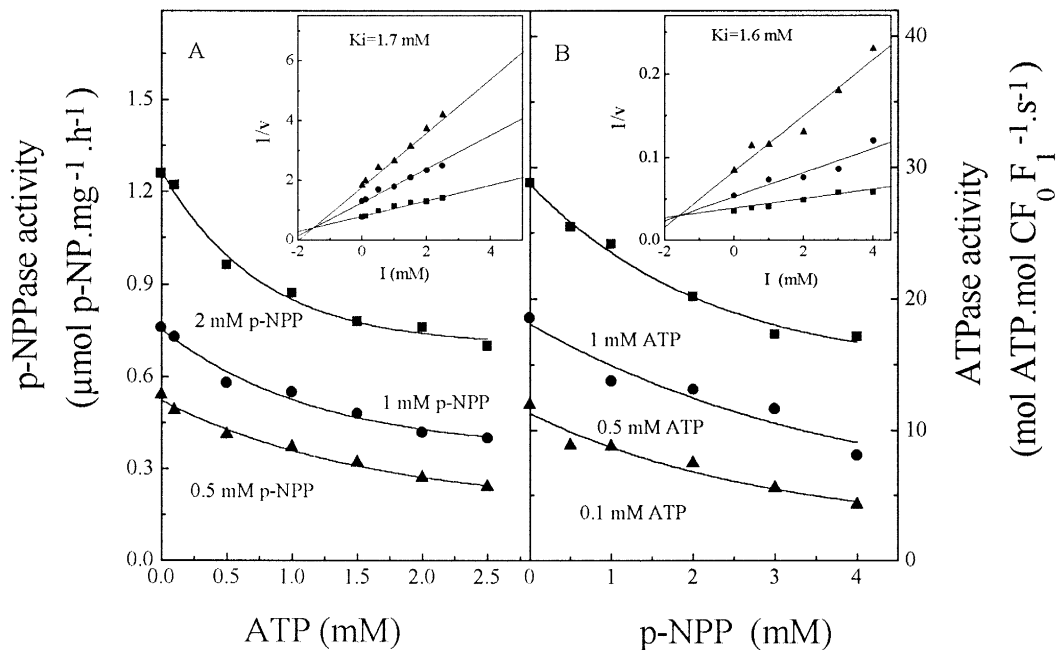 p-NPPase activity
(μmol p-NP.mg⁻¹.h⁻¹)
1.5
1.2
0.9
0.6
0.3
0.0
A
Ki=1.7 mM
1/v
8
6
4
2
0
-2
0
2
4
I (mM)
2 mM p-NPP
1 mM p-NPP
0.5 mM p-NPP
0.0
0.5
1.0
1.5
2.0
2.5
ATP (mM)
B
Ki=1.6 mM
1/v
0.2
0.1
0.0
-2
0
2
4
I (mM)
1 mM ATP
0.5 mM ATP
0.1 mM ATP
0
1
2
3
4
p-NPP (mM)
40
30
20
10
0
ATPase activity
(mol ATP.mol CF₀F₁⁻¹.s⁻¹)